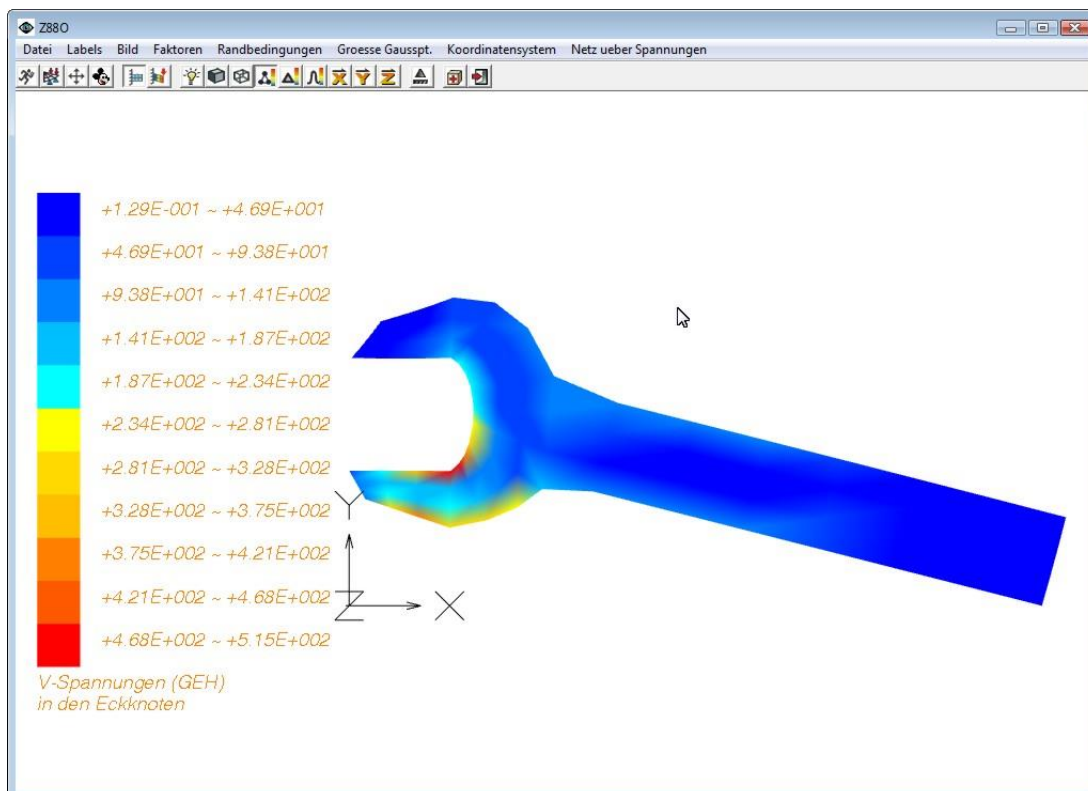 Z88O
Datei Labels Bild Faktoren Randbedingungen Groesse Gausspt. Koordinatensystem Netz ueber Spannungen
X Y Z
+1.29E-001 ~ +4.69E+001
+4.69E+001 ~ +9.38E+001
+9.38E+001 ~ +1.41E+002
+1.41E+002 ~ +1.87E+002
+1.87E+002 ~ +2.34E+002
+2.34E+002 ~ +2.81E+002
+2.81E+002 ~ +3.28E+002
+3.28E+002 ~ +3.75E+002
+3.75E+002 ~ +4.21E+002
+4.21E+002 ~ +4.68E+002
+4.68E+002 ~ +5.15E+002
Y
Z X
V-Spannungen (GEH)
in den Eckknoten